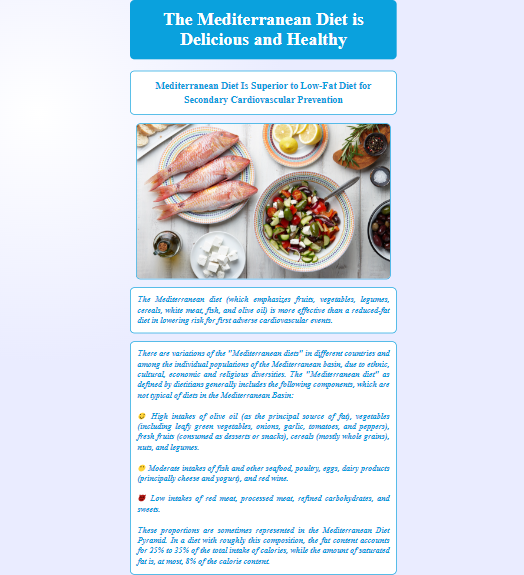 The Mediterranean Diet is
Delicious and Healthy
Mediterranean Diet Is Superior to Low-Fat Diet for
Secondary Cardiovascular Prevention
The Mediterranean diet (which emphasizes fruits, vegetables, legumes,
cereals, white meat, fish, and olive oil) is more effective than a reduced-fat
diet in lowering risk for first adverse cardiovascular events.
There are variations of the "Mediterranean diets" in different countries and
among the individual populations of the Mediterranean basin, due to ethnic,
cultural, economic and religious diversities. The "Mediterranean diet" as
defined by dietitians generally includes the following components, which are
not typical of diets in the Mediterranean Basin:
High intakes of olive oil (as the principal source of fat), vegetables
(including leafy green vegetables, onions, garlic, tomatoes, and peppers),
fresh fruits (consumed as desserts or snacks), cereals (mostly whole grains),
nuts, and legumes.
Moderate intakes of fish and other seafood, poultry, eggs, dairy products
(principally cheese and yogurt), and red wine.
Low intakes of red meat, processed meat, refined carbohydrates, and
sweets.
These proportions are sometimes represented in the Mediterranean Diet
Pyramid. In a diet with roughly this composition, the fat content accounts
for 25% to 35% of the total intake of calories, while the amount of saturated
fat is, at most, 8% of the calorie content.